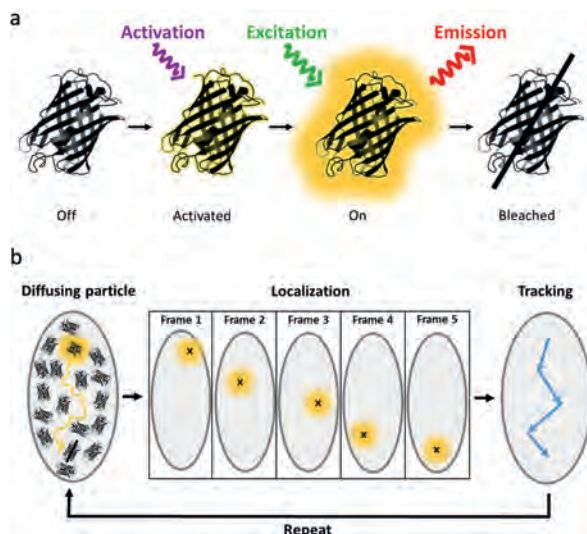 a
Activation Excitation Emission
Off Activated On Bleached
b
Diffusing particle Localization Tracking
Frame 1 Frame 2 Frame 3 Frame 4 Frame 5
x x x x x
Repeat